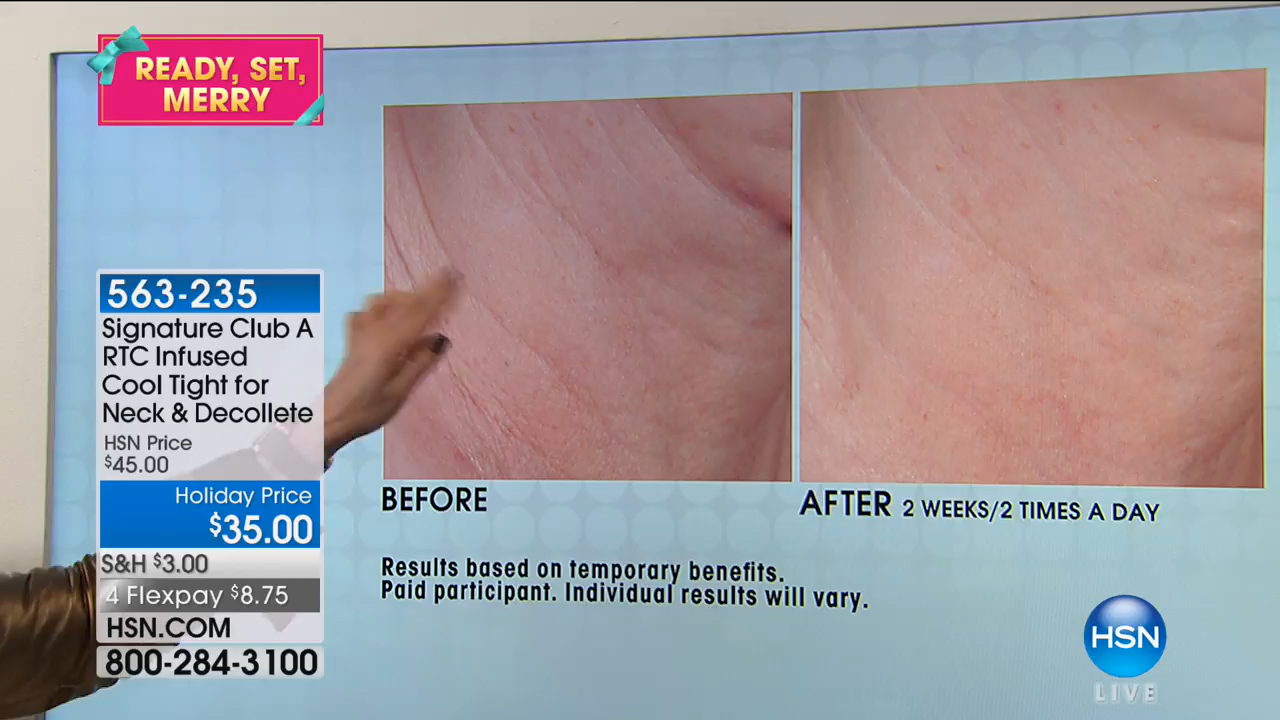 READY, SET,
MERRY
563-235
Signature Club A
RTC Infused
Cool Tight for
Neck & Decollete
HSN Price
$45.00
Holiday Price
$35.00
S&H $3.00
4 Flexpay $8.75
HSN.COM
800-284-3100
BEFORE
AFTER 2 WEEKS/2 TIMES A DAY
Results based on temporary benefits.
Paid participant. Individual results will vary.
HSN
LIVE